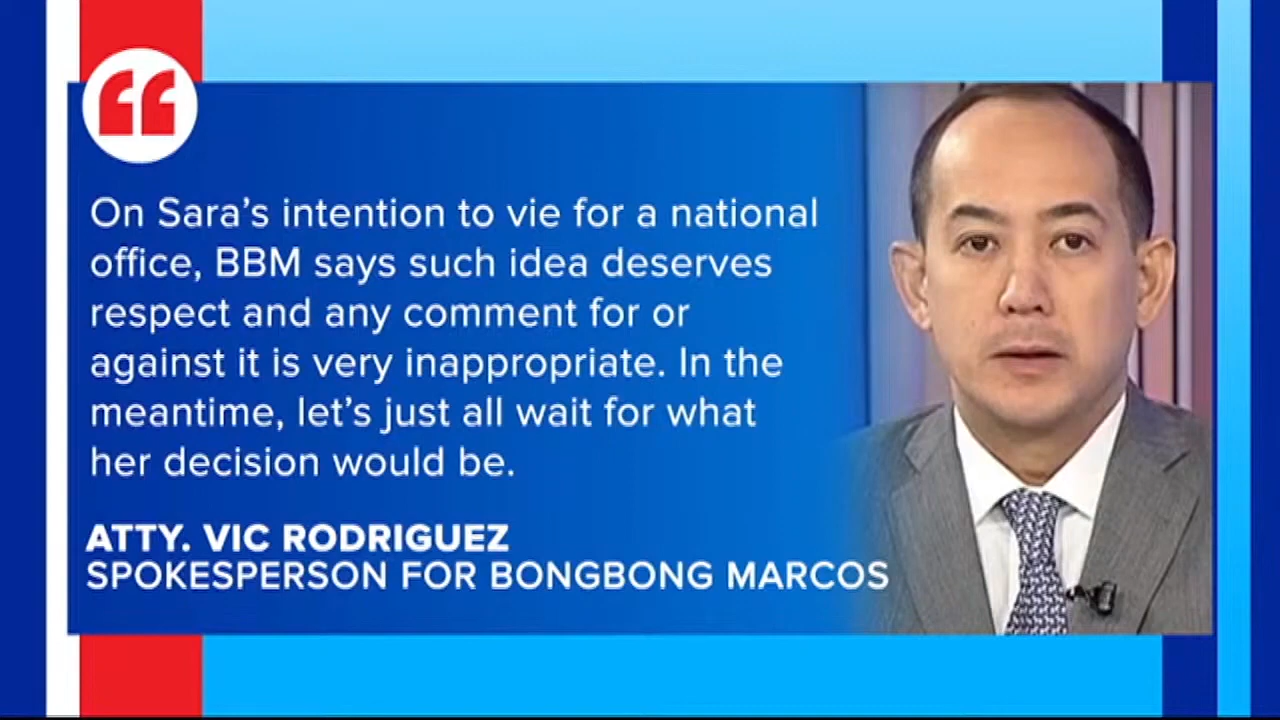 On Sara’s intention to vie for a national
office, BBM says such idea deserves
respect and any comment for or
against it is very inappropriate. In the
meantime, let’s just all wait for what
her decision would be.
ATTY. VIC RODRIGUEZ
SPOKESPERSON FOR BONGBONG MARCOS